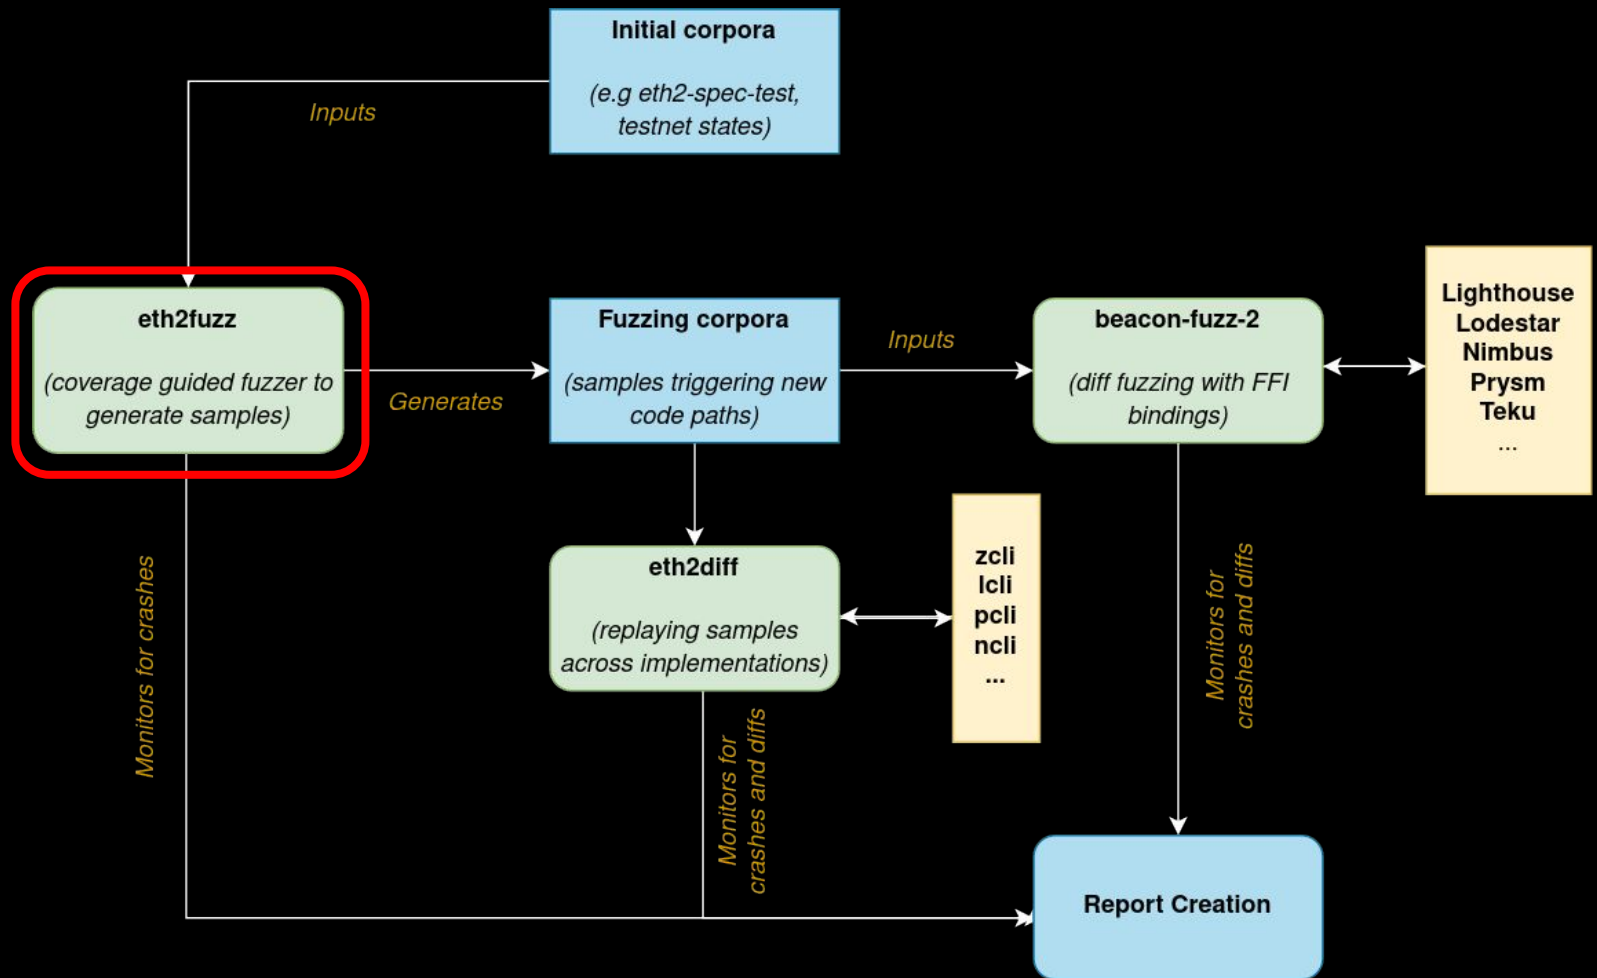 Initial corpora
(e.g eth2-spec-test,
testnet states)
Inputs
eth2fuzz
(coverage guided fuzzer to
generate samples)
Generates
Fuzzing corpora
(samples triggering new
code paths)
Inputs
beacon-fuzz-2
(diff fuzzing with FFI
bindings)
Lighthouse
Lodestar
Nimbus
Prysm
Teku
...
eth2diff
(replaying samples
across implementations)
zcli
lcli
pcli
ncli
...
Monitors for crashes
Monitors for
crashes and diffs
Monitors for
crashes and diffs
Report Creation